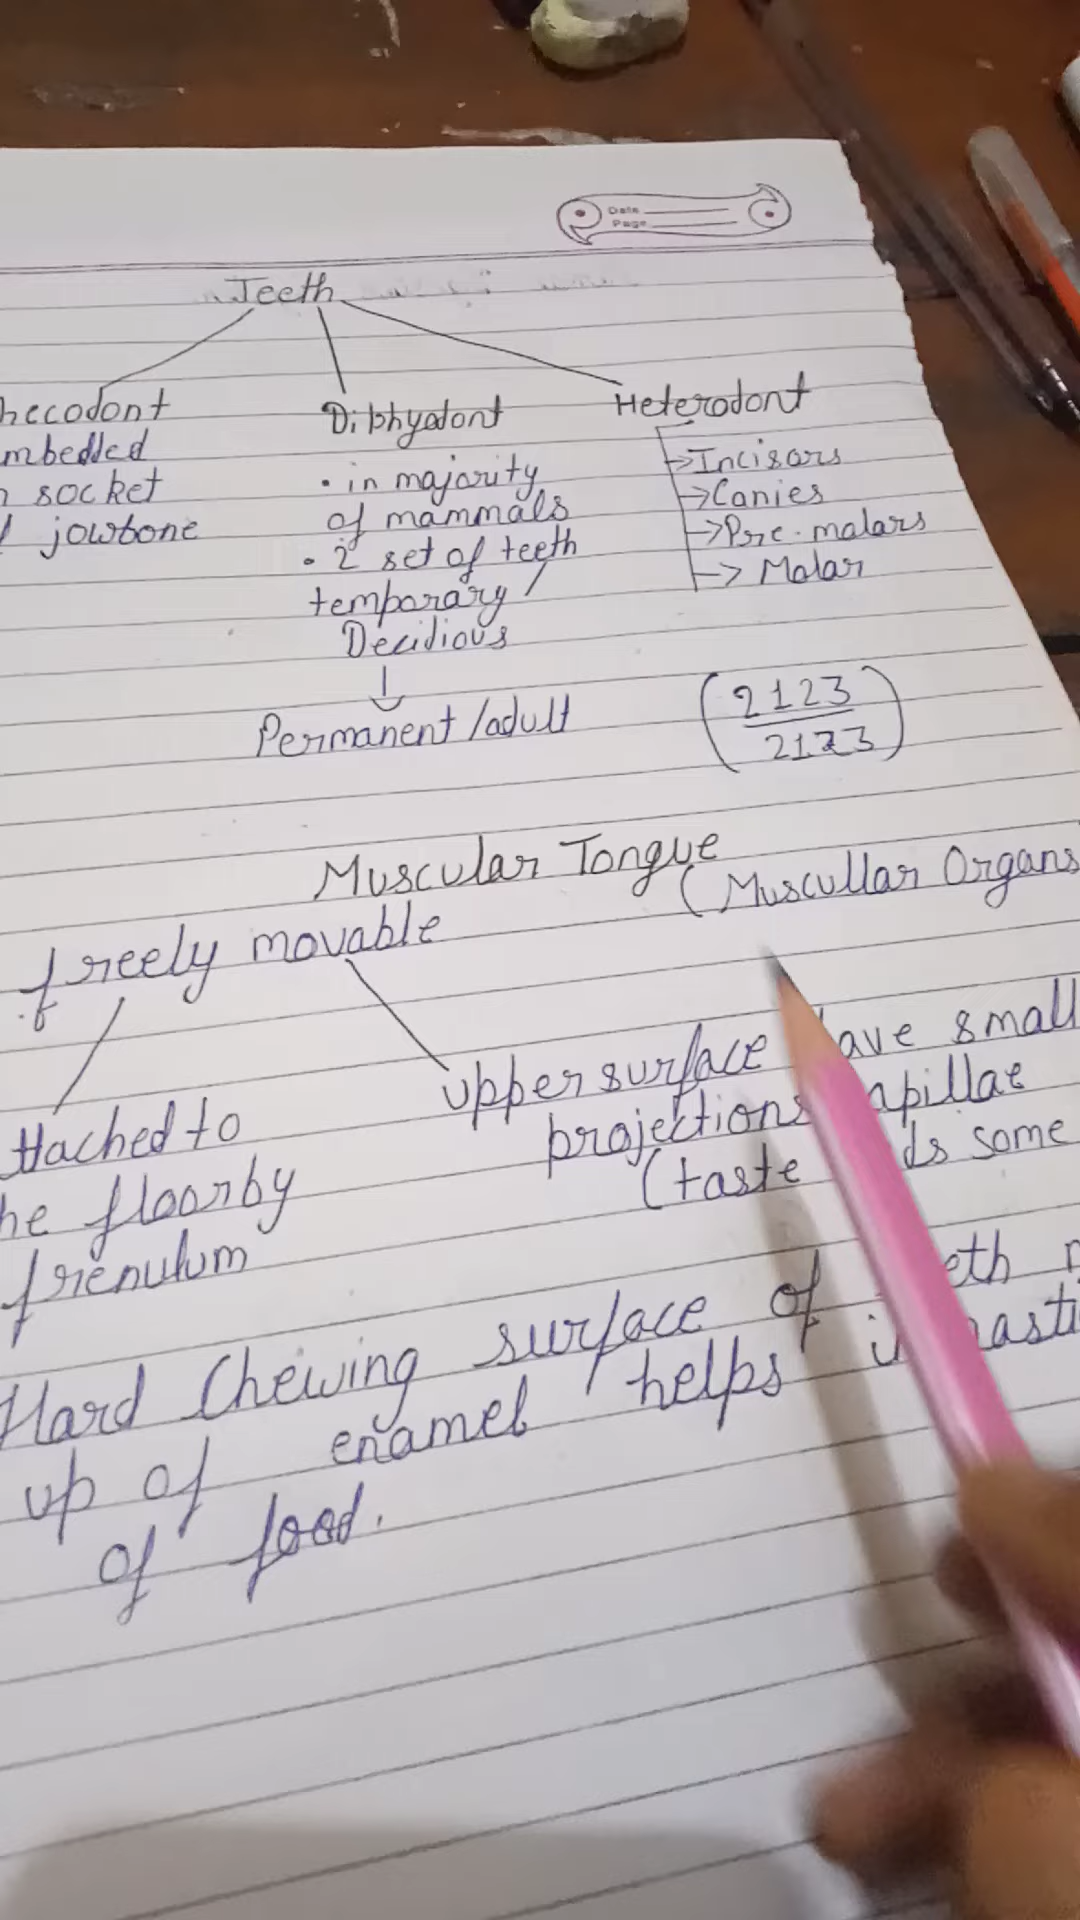 Date
Page
Teeth
hecodont Diphyodont Heterodont
mbedled
socket
jowbone
• in majority
of mammals
• 2 set of teeth
temporary /
Decidious
→Incisors
→Canies
→Pre-molars
→ Molar
Permanent /adult
2123
2123
Muscular Tongue
(Muscullar Organs
freely movable
ttached to
he floorby
frenulum
upper surface ave small
projections apillae
(taste ds some
Hard Chewing surface of eth
up of enamel helps
of food.